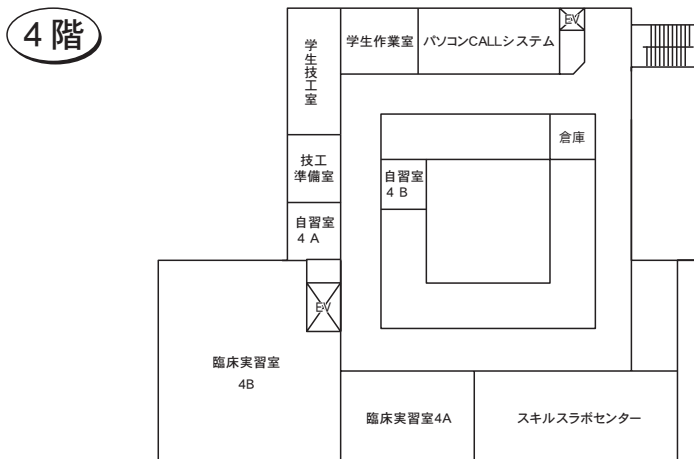 4階
学生技工室
学生作業室
パソコンCALLシステム
EV
倉庫
技工
準備室
自習室
4 B
自習室
4 A
EV
臨床実習室
4B
臨床実習室4A
スキルスラボセンター